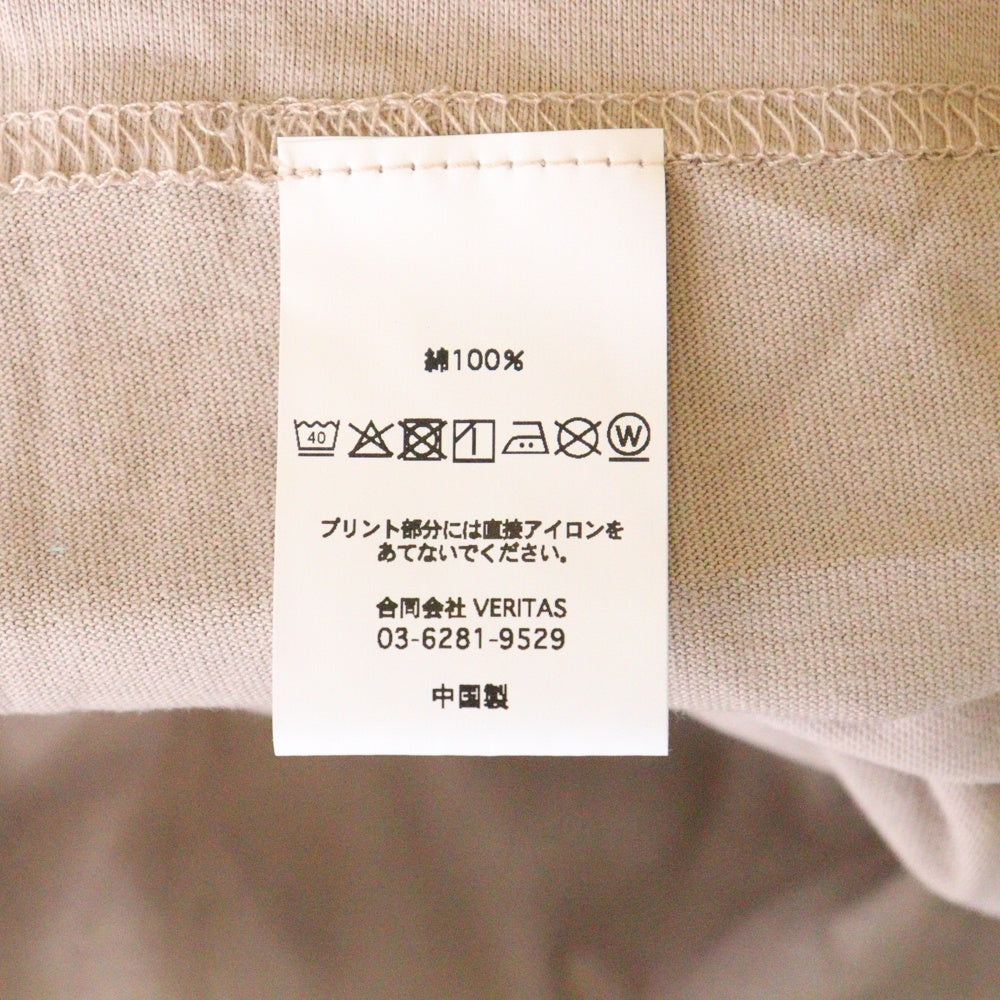 綿100%
40 W
プリント部分には直接アイロンを
あてないでください。
合同会社 VERITAS
03-6281-9529
中国製